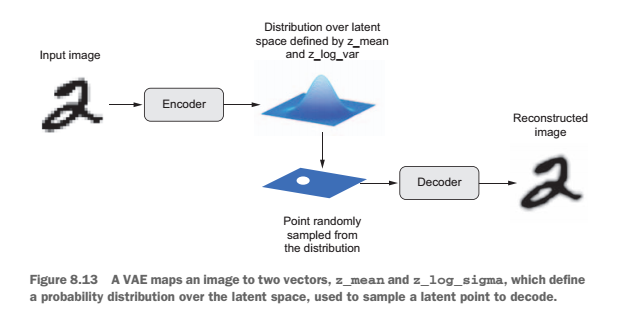 Distribution over latent
space defined by z_mean
and z_log_var
Input image
Encoder
Reconstructed
image
Decoder
Point randomly
sampled from
the distribution
Figure 8.13 A VAE maps an image to two vectors, z_mean and z_log_sigma, which define
a probability distribution over the latent space, used to sample a latent point to decode.